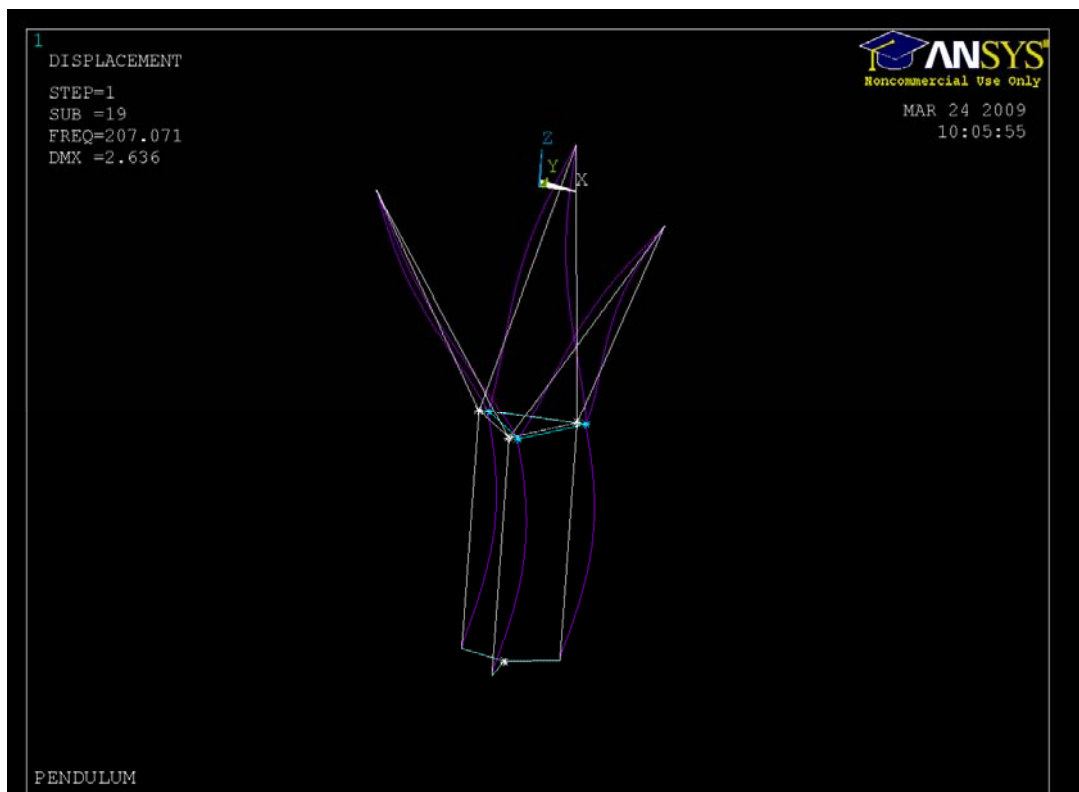 1
DISPLACEMENT
STEP=1
SUB =19
FREQ=207.071
DMX =2.636
ANSYS
Noncommercial Use Only
MAR 24 2009
10:05:55
Z
Y
X
PENDULUM